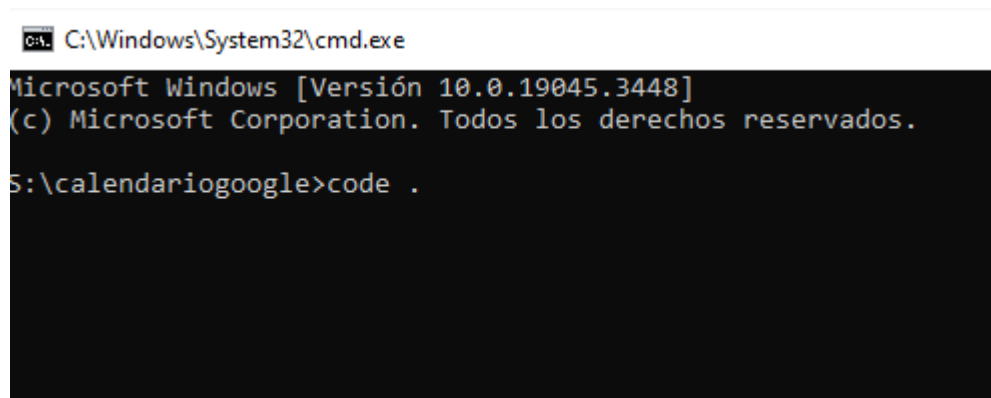 C:\Windows\System32\cmd.exe
Microsoft Windows [Versión 10.0.19045.3448]
(c) Microsoft Corporation. Todos los derechos reservados.
S:\calendariogoogle>code .